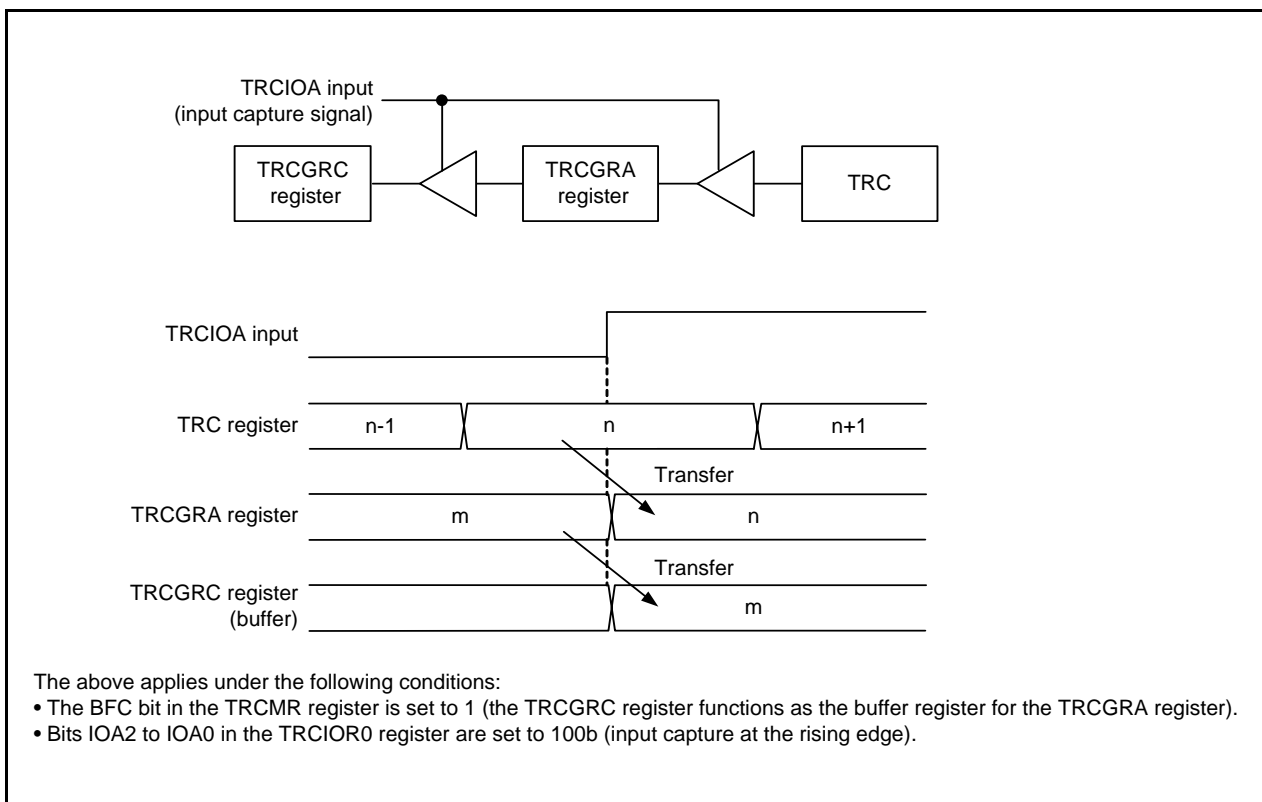 TRCIOA input
(input capture signal)
TRCGRC
register
TRCGRA
register
TRC
TRCIOA input
TRC register
n-1
n
n+1
Transfer
TRCGRA register
m
n
Transfer
TRCGRC register
(buffer)
m
The above applies under the following conditions:
• The BFC bit in the TRCMR register is set to 1 (the TRCGRC register functions as the buffer register for the TRCGRA register).
• Bits IOA2 to IOA0 in the TRCIOR0 register are set to 100b (input capture at the rising edge).